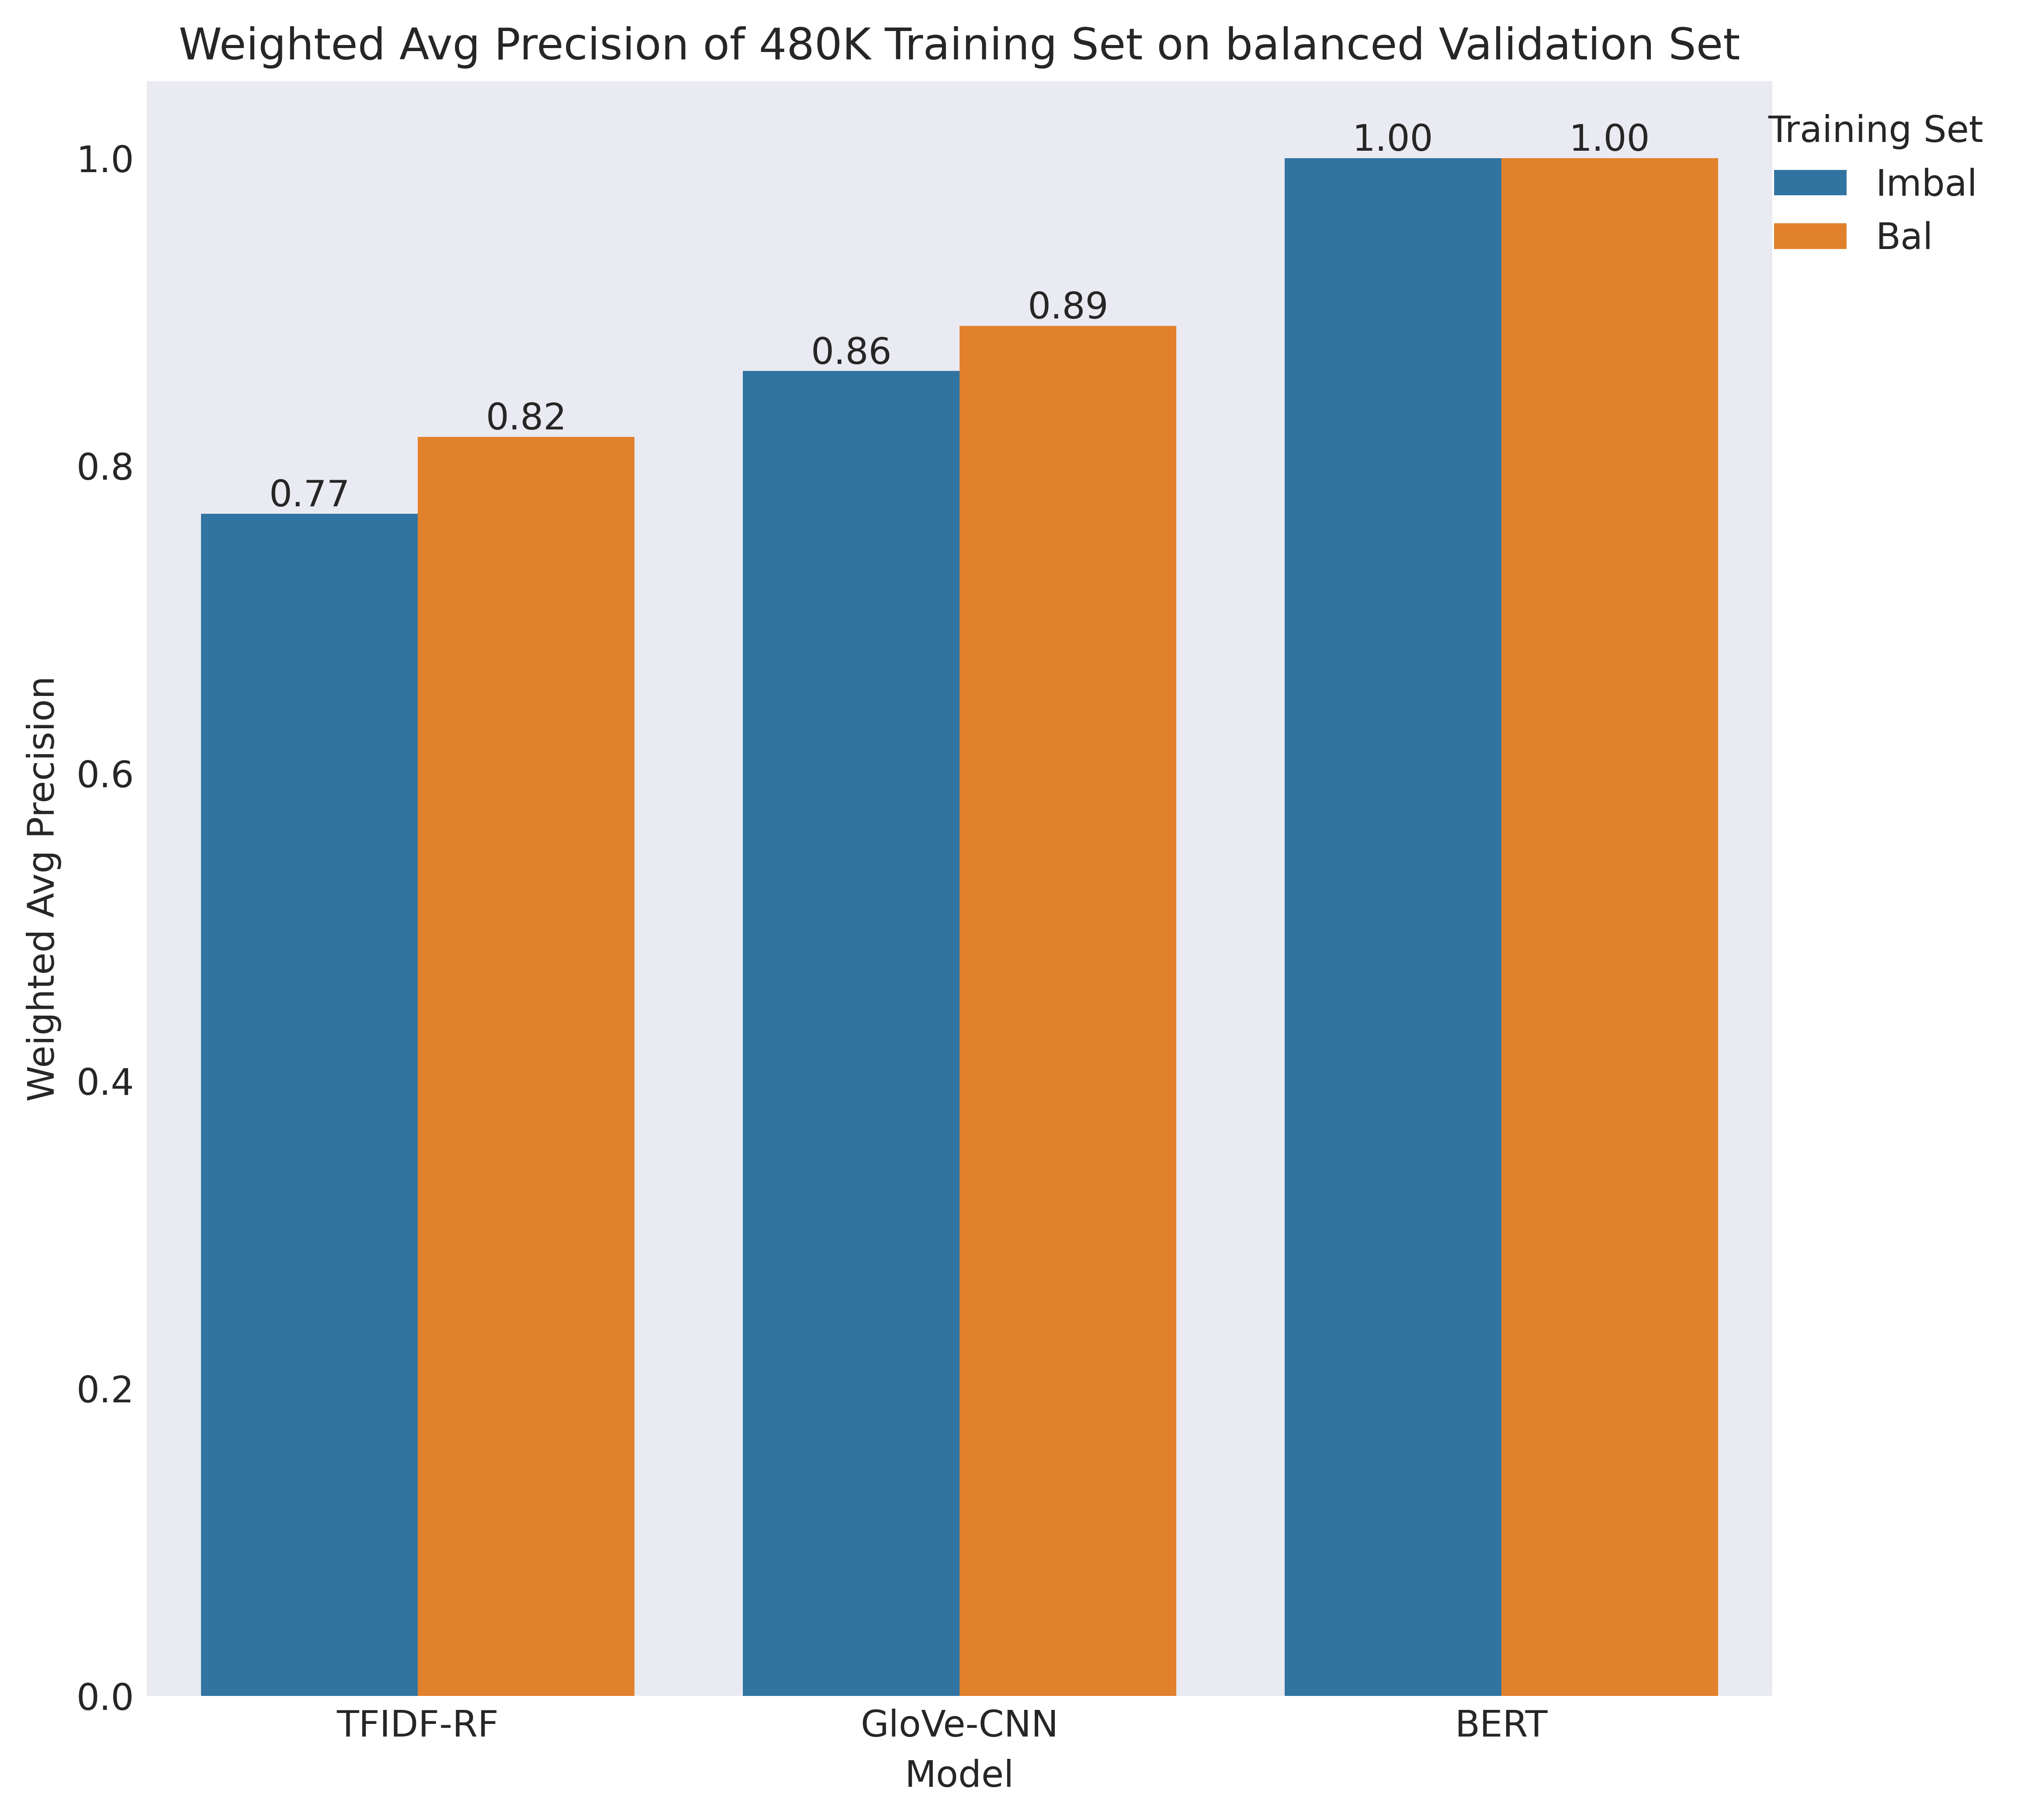 Weighted Avg Precision of 480K Training Set on balanced Validation Set
Training Set
Imbal
Bal
Weighted Avg Precision
1.0
0.8
0.6
0.4
0.2
0.0
0.77
0.82
0.86
0.89
1.00
1.00
TFIDF-RF
GloVe-CNN
BERT
Model